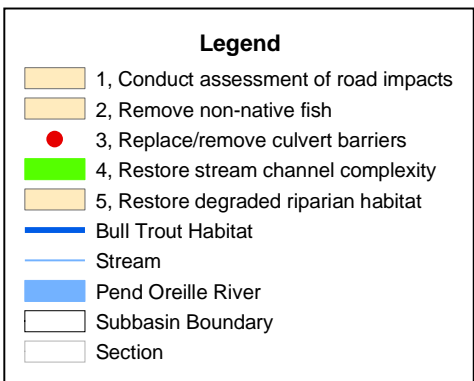 Legend
1, Conduct assessment of road impacts
2, Remove non-native fish
3, Replace/remove culvert barriers
4, Restore stream channel complexity
5, Restore degraded riparian habitat
Bull Trout Habitat
Stream
Pend Oreille River
Subbasin Boundary
Section